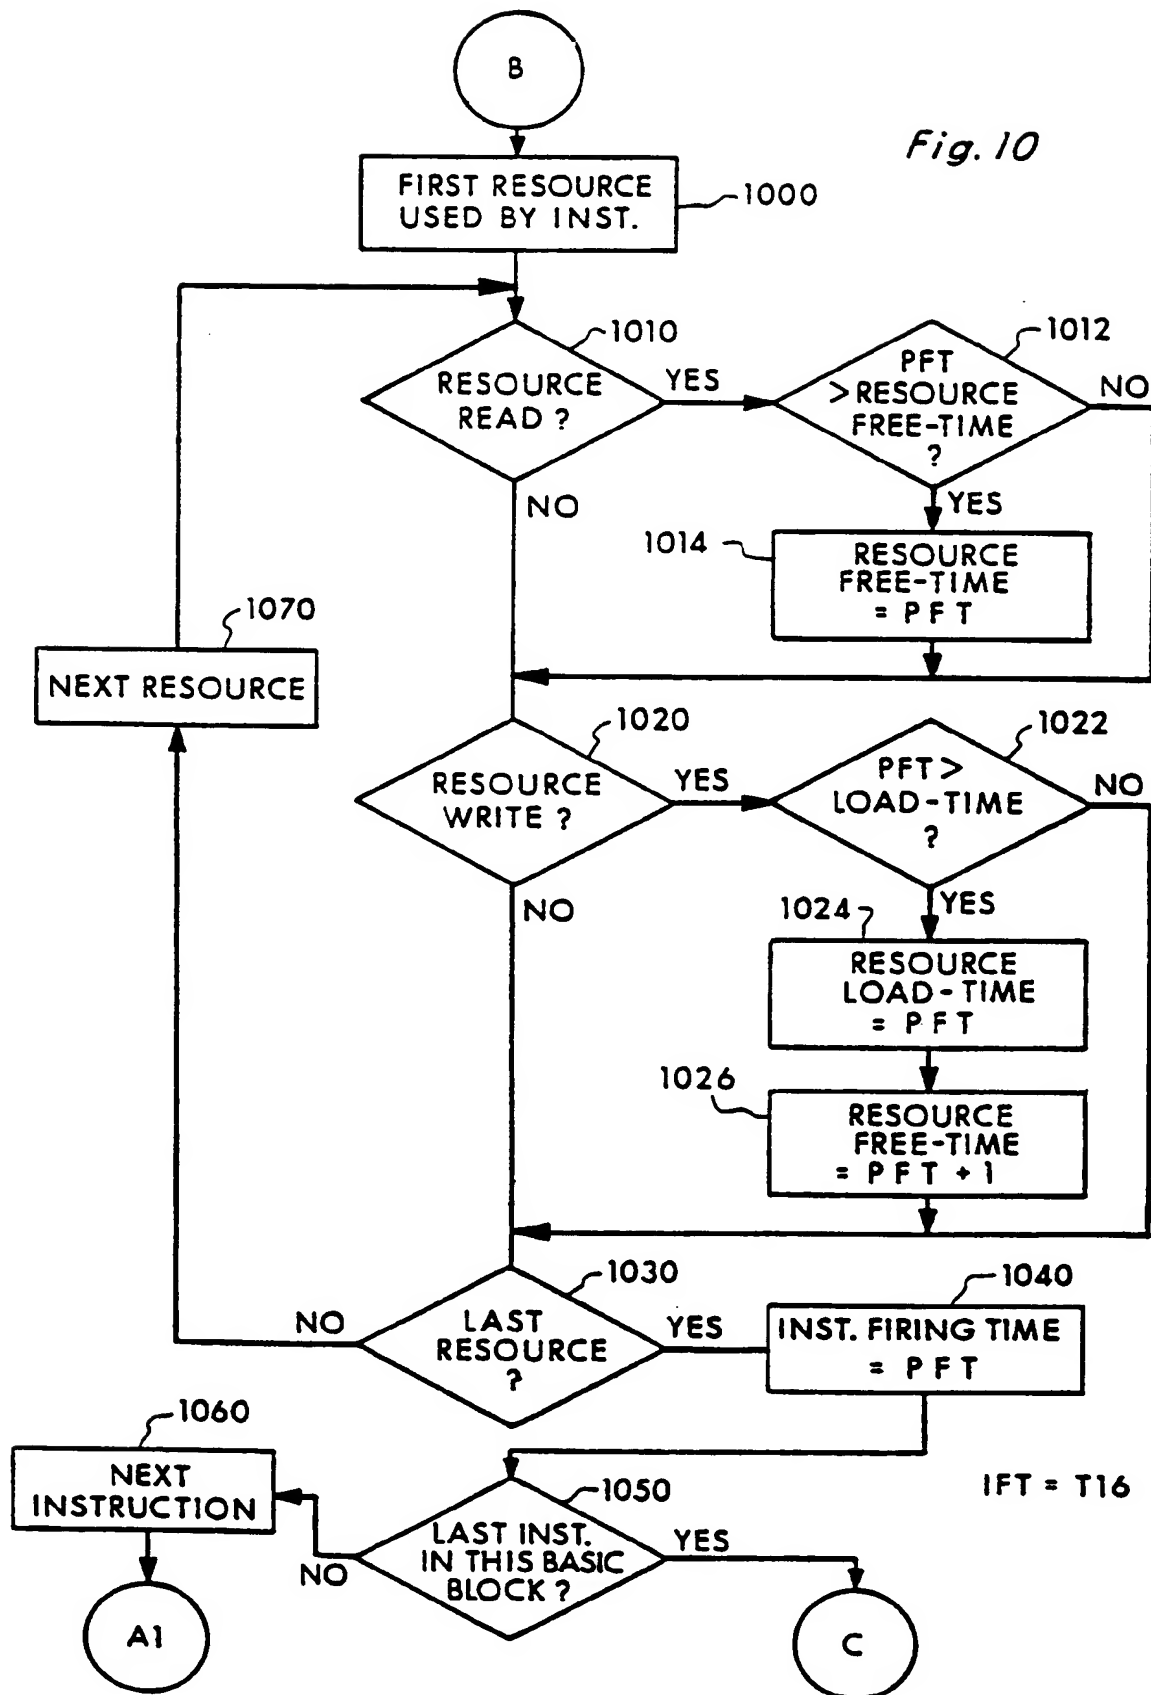 B
Fig. 10
FIRST RESOURCE
USED BY INST.
1000
1010
RESOURCE
READ ?
YES
NO
1012
PFT
>RESOURCE
FREE-TIME
?
NO
YES
1014
RESOURCE
FREE-TIME
= PFT
1070
NEXT RESOURCE
1020
RESOURCE
WRITE ?
YES
NO
1022
PFT >
LOAD-TIME
?
NO
YES
1024
RESOURCE
LOAD-TIME
= PFT
1026
RESOURCE
FREE-TIME
= PFT + 1
1030
LAST
RESOURCE
?
NO
YES
1040
INST. FIRING TIME
= PFT
1060
NEXT
INSTRUCTION
1050
LAST INST.
IN THIS BASIC
BLOCK ?
NO
YES
IFT = T16
A1
C